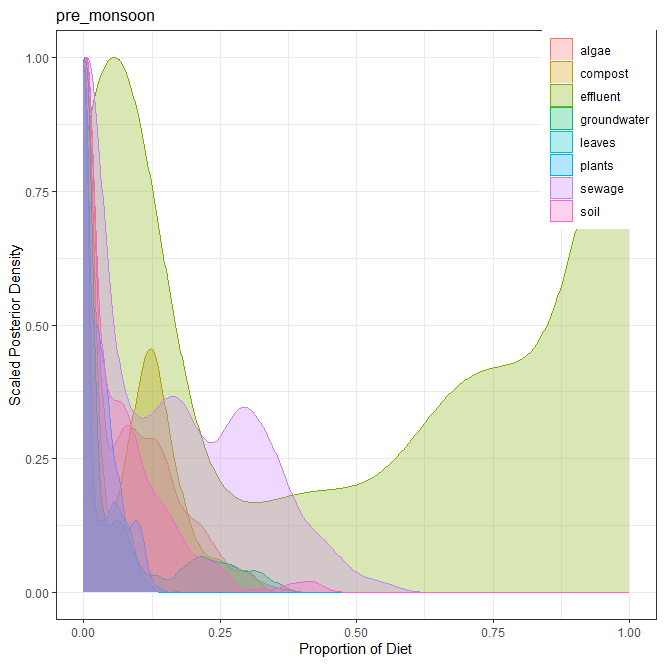 pre_monsoon
algae
compost
effluent
groundwater
leaves
plants
sewage
soil
1.00
0.75
0.50
0.25
0.00
Scaled Posterior Density
0.00 0.25 0.50 0.75 1.00
Proportion of Diet